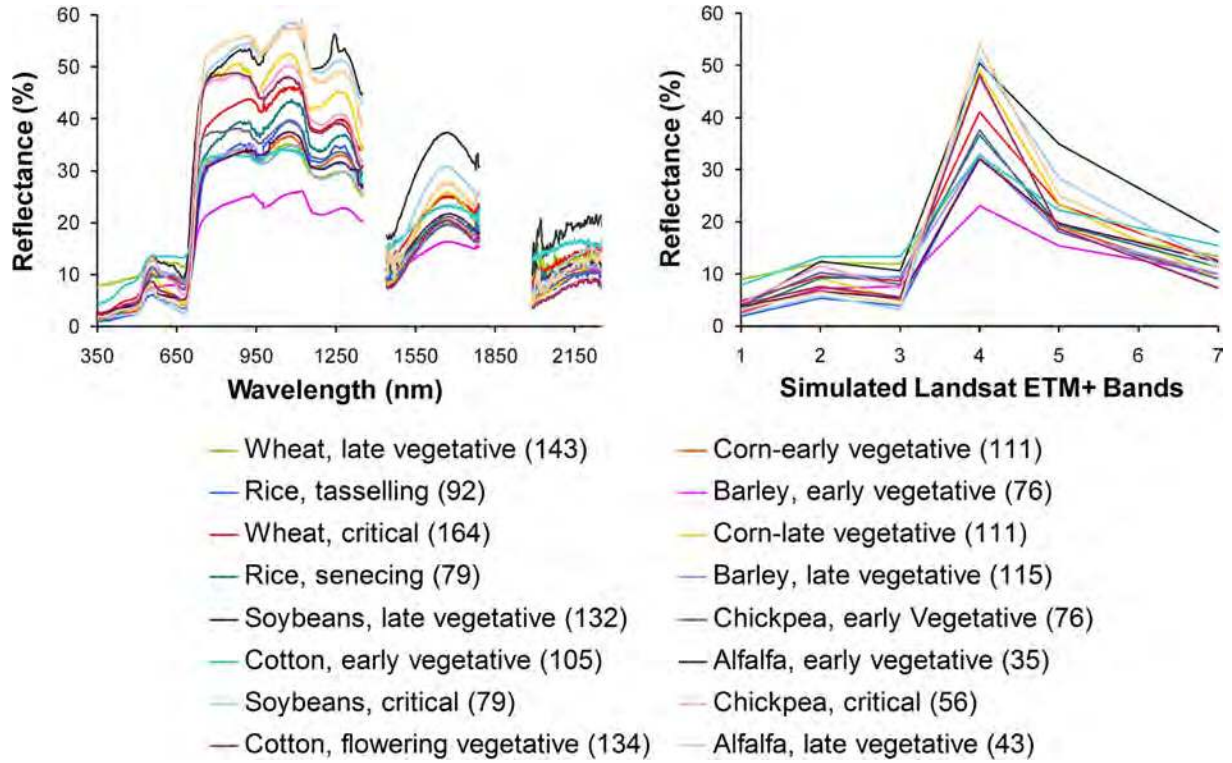 60
50
40
30
20
10
0
Reflectance (%)
350 650 950 1250 1550 1850 2150
Wavelength (nm)
60
50
40
30
20
10
0
Reflectance (%)
1 2 3 4 5 6 7
Simulated Landsat ETM+ Bands
Wheat, late vegetative (143)
Rice, tasselling (92)
Wheat, critical (164)
Rice, senecing (79)
Soybeans, late vegetative (132)
Cotton, early vegetative (105)
Soybeans, critical (79)
Cotton, flowering vegetative (134)
Corn-early vegetative (111)
Barley, early vegetative (76)
Corn-late vegetative (111)
Barley, late vegetative (115)
Chickpea, early Vegetative (76)
Alfalfa, early vegetative (35)
Chickpea, critical (56)
Alfalfa, late vegetative (43)